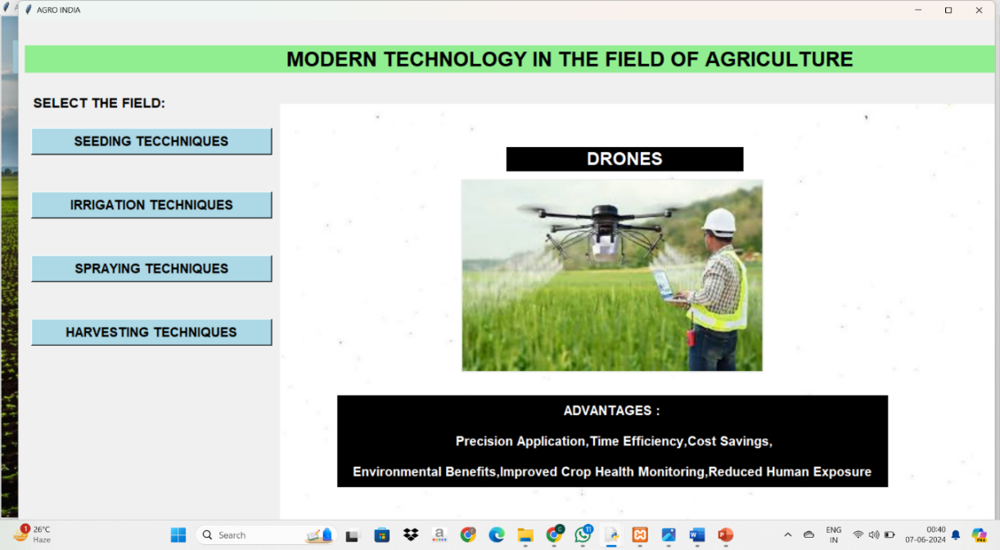 AGRO INDIA
MODERN TECHNOLOGY IN THE FIELD OF AGRICULTURE
SELECT THE FIELD:
SEEDING TECCHNIQUES
IRRIGATION TECHNIQUES
SPRAYING TECHNIQUES
HARVESTING TECHNIQUES
DRONES
ADVANTAGES :
Precision Application,Time Efficiency,Cost Savings,
Environmental Benefits,Improved Crop Health Monitoring,Reduced Human Exposure
1
26°C
Haze
Search
a
C
11
W
P
ENG
IN
00:40
07-06-2024
PRE